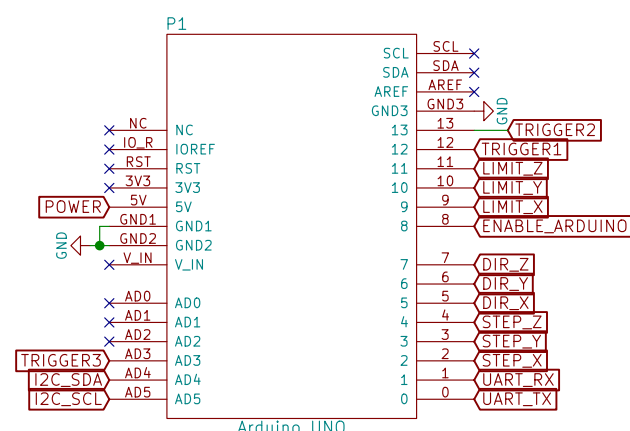 P1
SCL SCL
SDA SDA
AREF AREF
GND3 GND3 GND
NC NC 13 13 TRIGGER2
IO_R IOREF 12 12 TRIGGER1
RST RST 11 11 LIMIT_Z
3V3 3V3 10 10 LIMIT_Y
POWER 5V 5V 9 9 LIMIT_X
GND1 GND1 8 8 ENABLE_ARDUINO
GND GND2 GND2
V_IN V_IN 7 7 DIR_Z
6 6 DIR_Y
AD0 AD0 5 5 DIR_X
AD1 AD1 4 4 STEP_Z
AD2 AD2 3 3 STEP_Y
TRIGGER3 AD3 AD3 2 2 STEP_X
I2C_SDA AD4 AD4 1 1 UART_RX
I2C_SCL AD5 AD5 0 0 UART_TX
Arduino_UNO